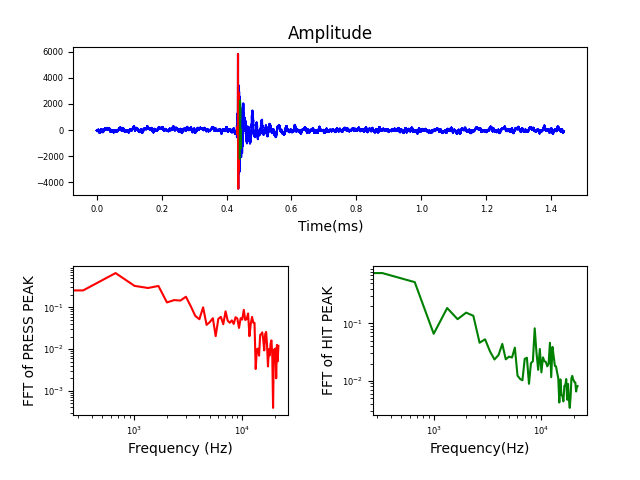 Amplitude
6000
4000
2000
0
−2000
−4000
0.0 0.2 0.4 0.6 0.8 1.0 1.2 1.4
Time(ms)
FFT of PRESS PEAK
10⁻¹
10⁻²
10⁻³
10³ 10⁴
Frequency (Hz)
FFT of HIT PEAK
10⁻¹
10⁻²
10³ 10⁴
Frequency(Hz)